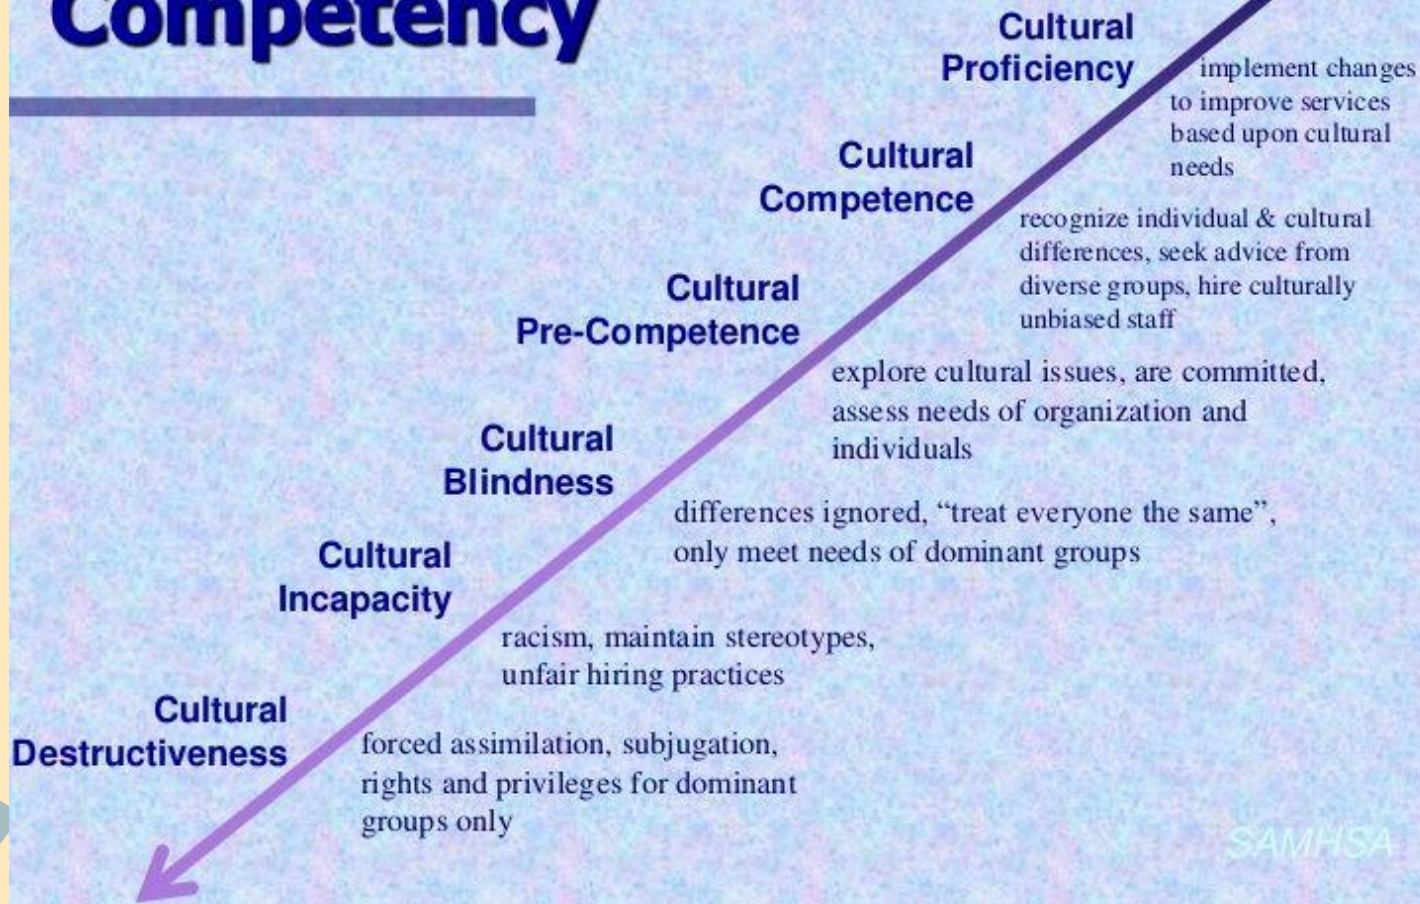 Competency
Cultural
Proficiency
implement changes
to improve services
based upon cultural
needs
Cultural
Competence
recognize individual & cultural
differences, seek advice from
diverse groups, hire culturally
unbiased staff
Cultural
Pre-Competence
explore cultural issues, are committed,
assess needs of organization and
individuals
Cultural
Blindness
differences ignored, “treat everyone the same”,
only meet needs of dominant groups
Cultural
Incapacity
racism, maintain stereotypes,
unfair hiring practices
Cultural
Destructiveness
forced assimilation, subjugation,
rights and privileges for dominant
groups only
SAMHSA